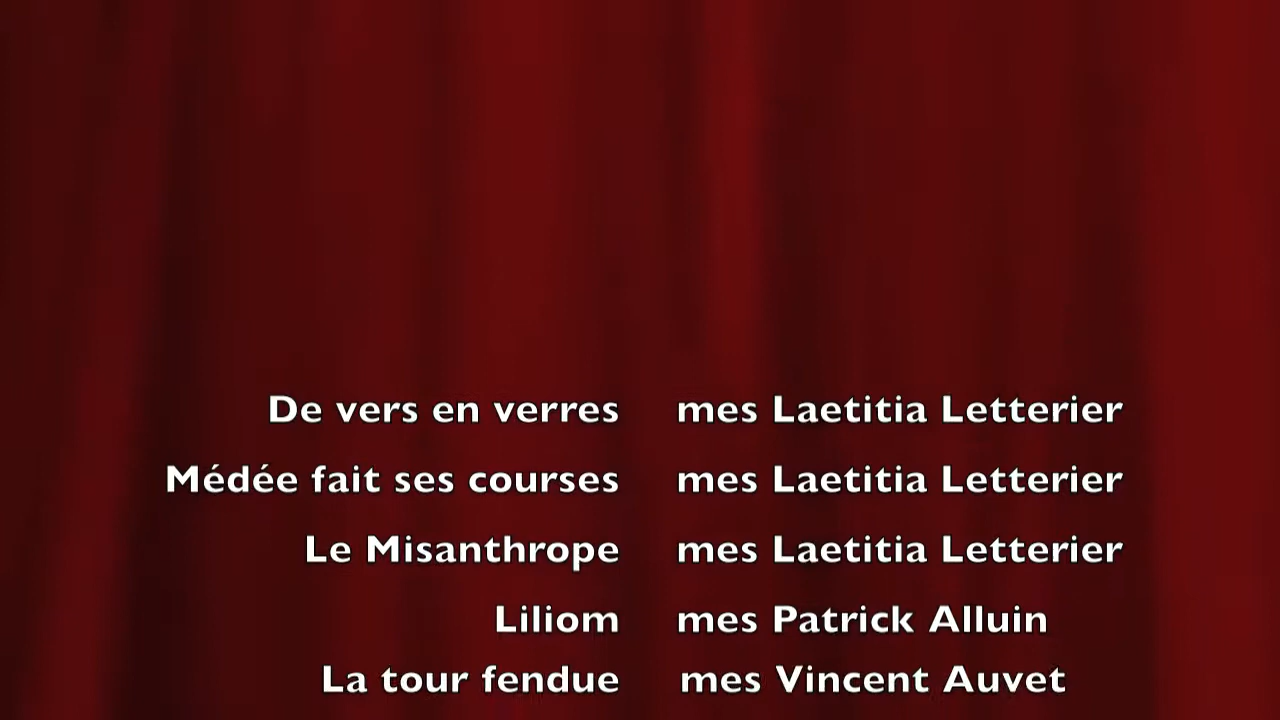 De vers en verres mes Laetitia Letterier
Médée fait ses courses mes Laetitia Letterier
Le Misanthrope mes Laetitia Letterier
Liliom mes Patrick Alluin
La tour fendue mes Vincent Auvet